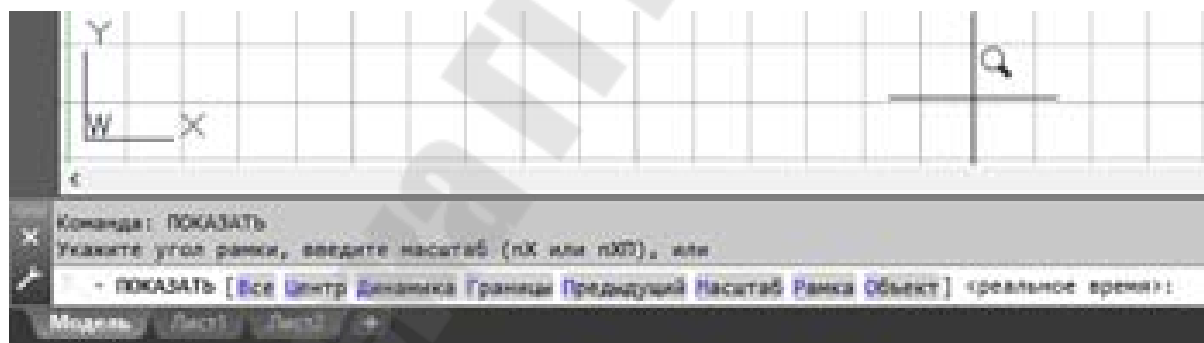 Y
W X
Команда: ПОКАЗАТЬ
Укажите угол рамки, введите масштаб (nX или nXП), или
- ПОКАЗАТЬ [Все Центр Динамика Границы Предыдущий Масштаб Рамка Объект] <реальное время>:
Модель Лист1 Лист2 +